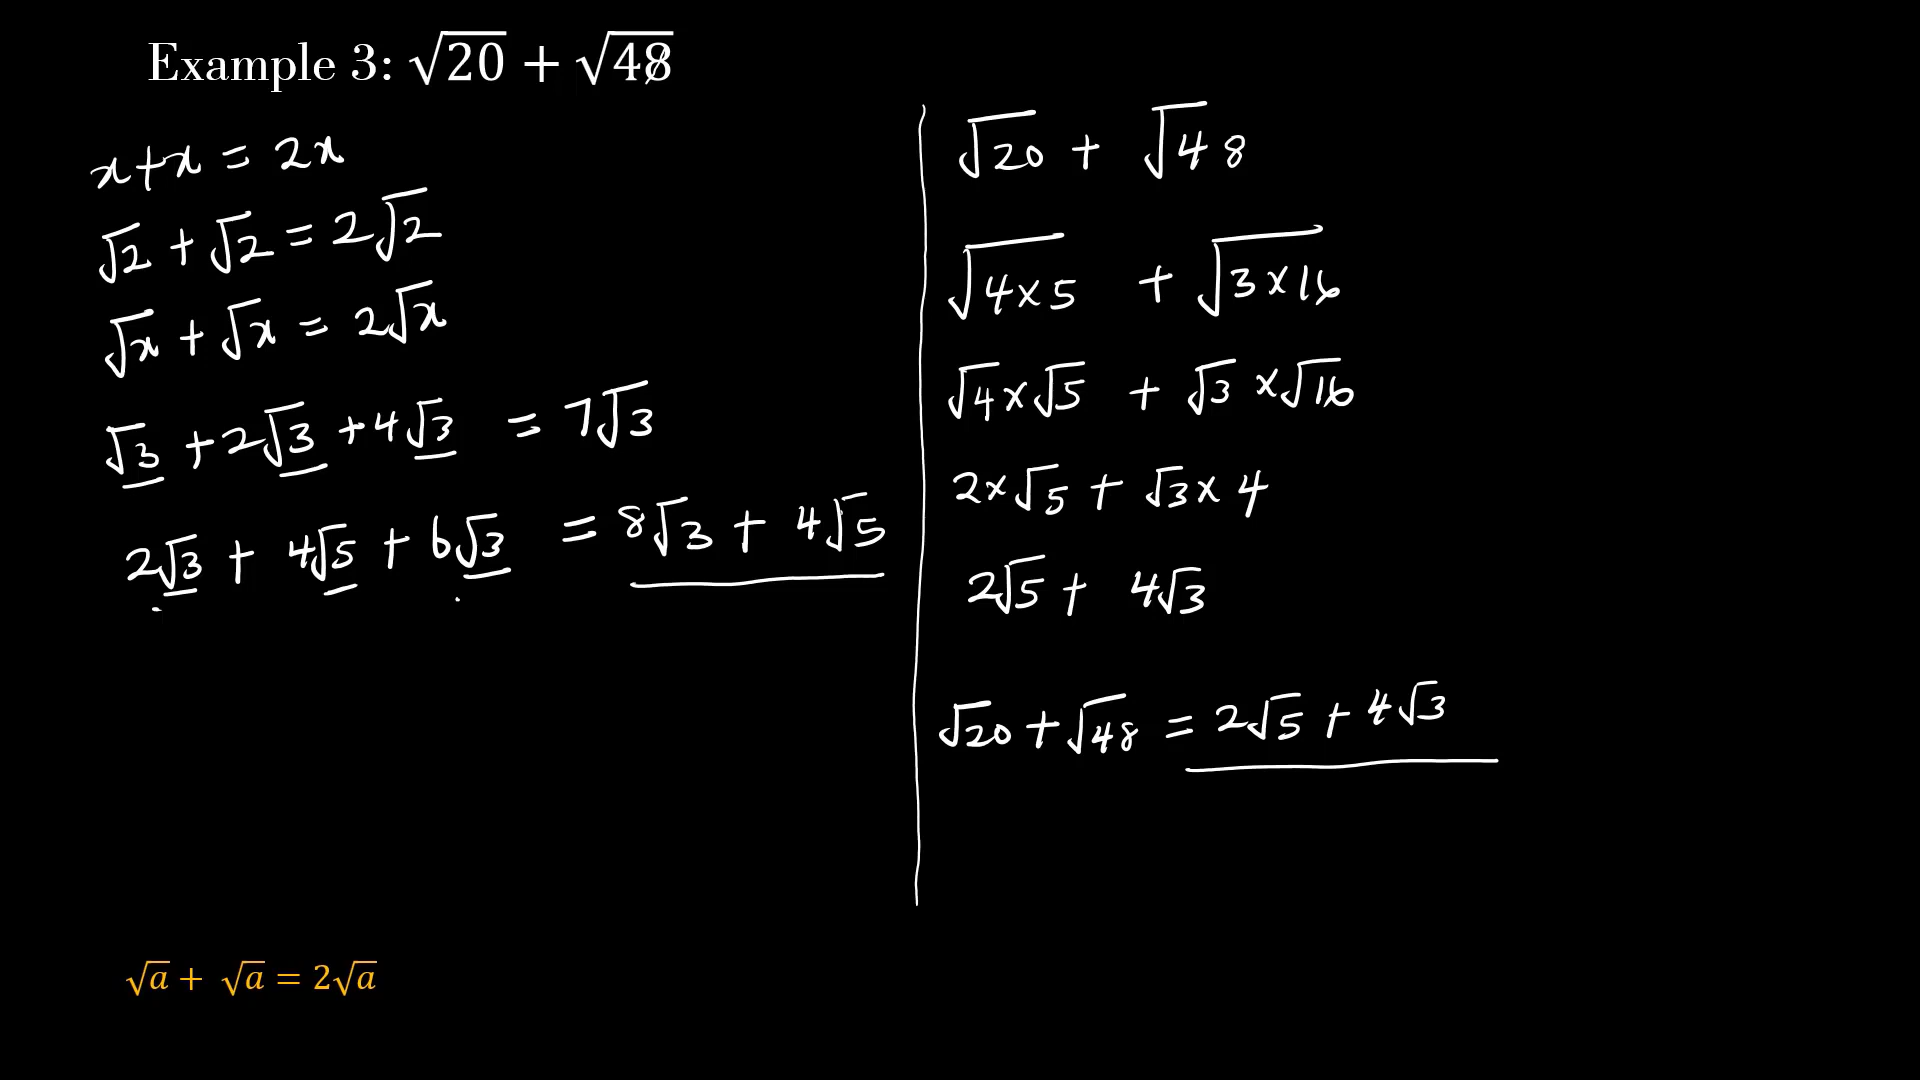 Example 3: √20 + √48
x+x = 2x
√2 + √2 = 2√2
√x + √x = 2√x
√3 + 2√3 + 4√3 = 7√3
2√3 + 4√5 + 6√3 = 8√3 + 4√5
√20 + √48
√4×5 + √3×16
√4×√5 + √3 ×√16
2×√5 + √3× 4
2√5 + 4√3
√20 + √48 = 2√5 + 4√3
√a + √a = 2√a